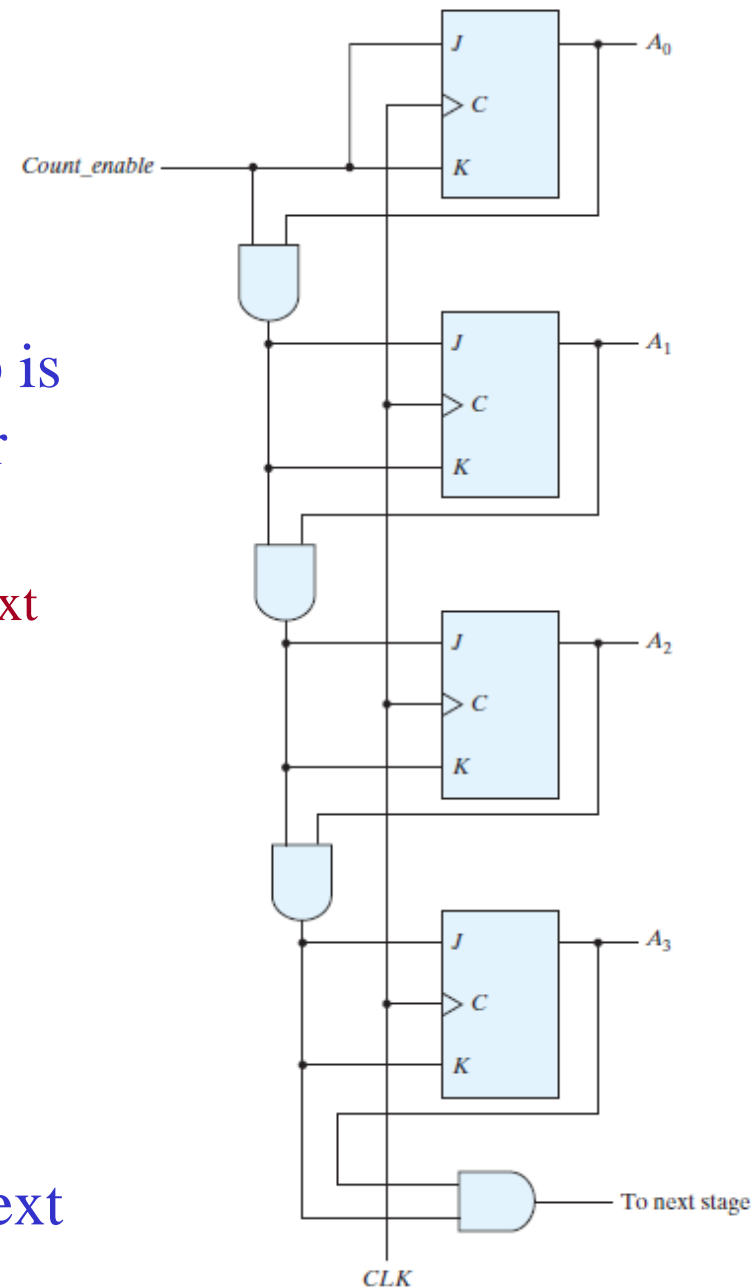 J
A₀
C
Count_enable
K
is
J
A₁
r
C
K
xt
J
A₂
C
K
J
A₃
C
K
ext
To next stage
CLK